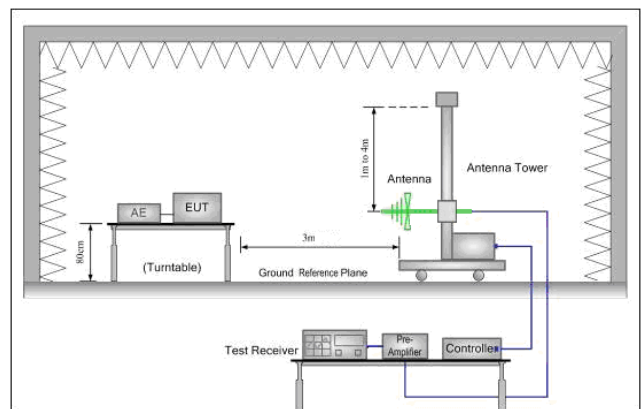 1m to 4m
Antenna
Antenna Tower
AE
EUT
80cm
(Turntable)
3m
Ground Reference Plane
Test Receiver
Pre-
Amplifier
Controller